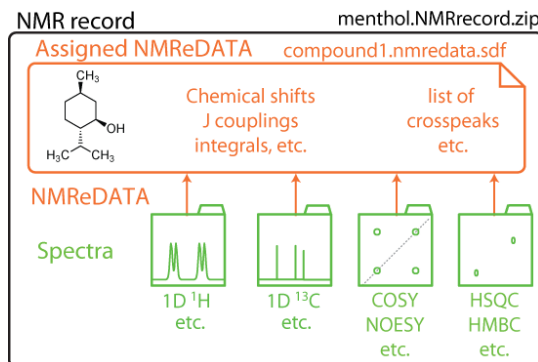 NMR record
menthol.NMRrecord.zip
Assigned NMReDATA
compound1.nmredata.sdf
CH₃
OH
H₃C
CH₃
Chemical shifts
J couplings
integrals, etc.
list of
crosspeaks
etc.
NMReDATA
Spectra
1D ¹H
etc.
1D ¹³C
etc.
COSY
NOESY
etc.
HSQC
HMBC
etc.